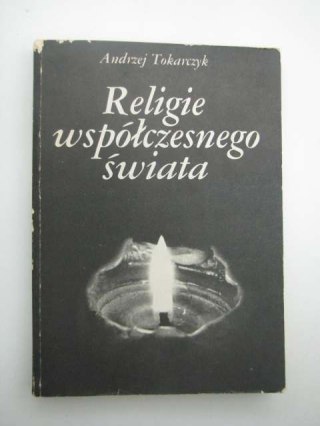 Andrzej Tokarczyk
Religie
współczesnego
świata